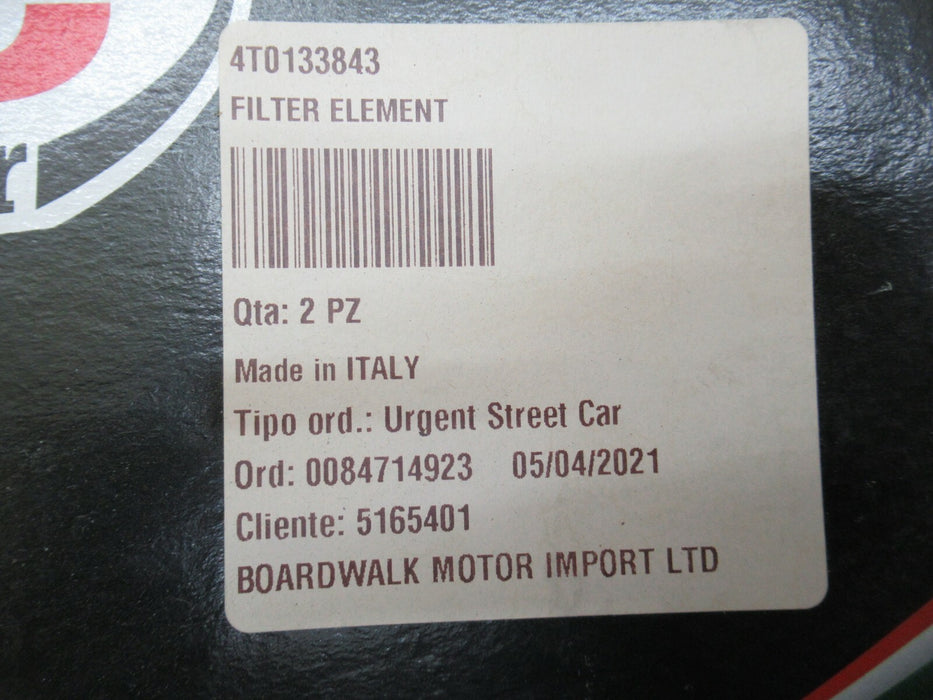 4T0133843
FILTER ELEMENT
Qta: 2 PZ
Made in ITALY
Tipo ord.: Urgent Street Car
Ord: 0084714923 05/04/2021
Cliente: 5165401
BOARDWALK MOTOR IMPORT LTD